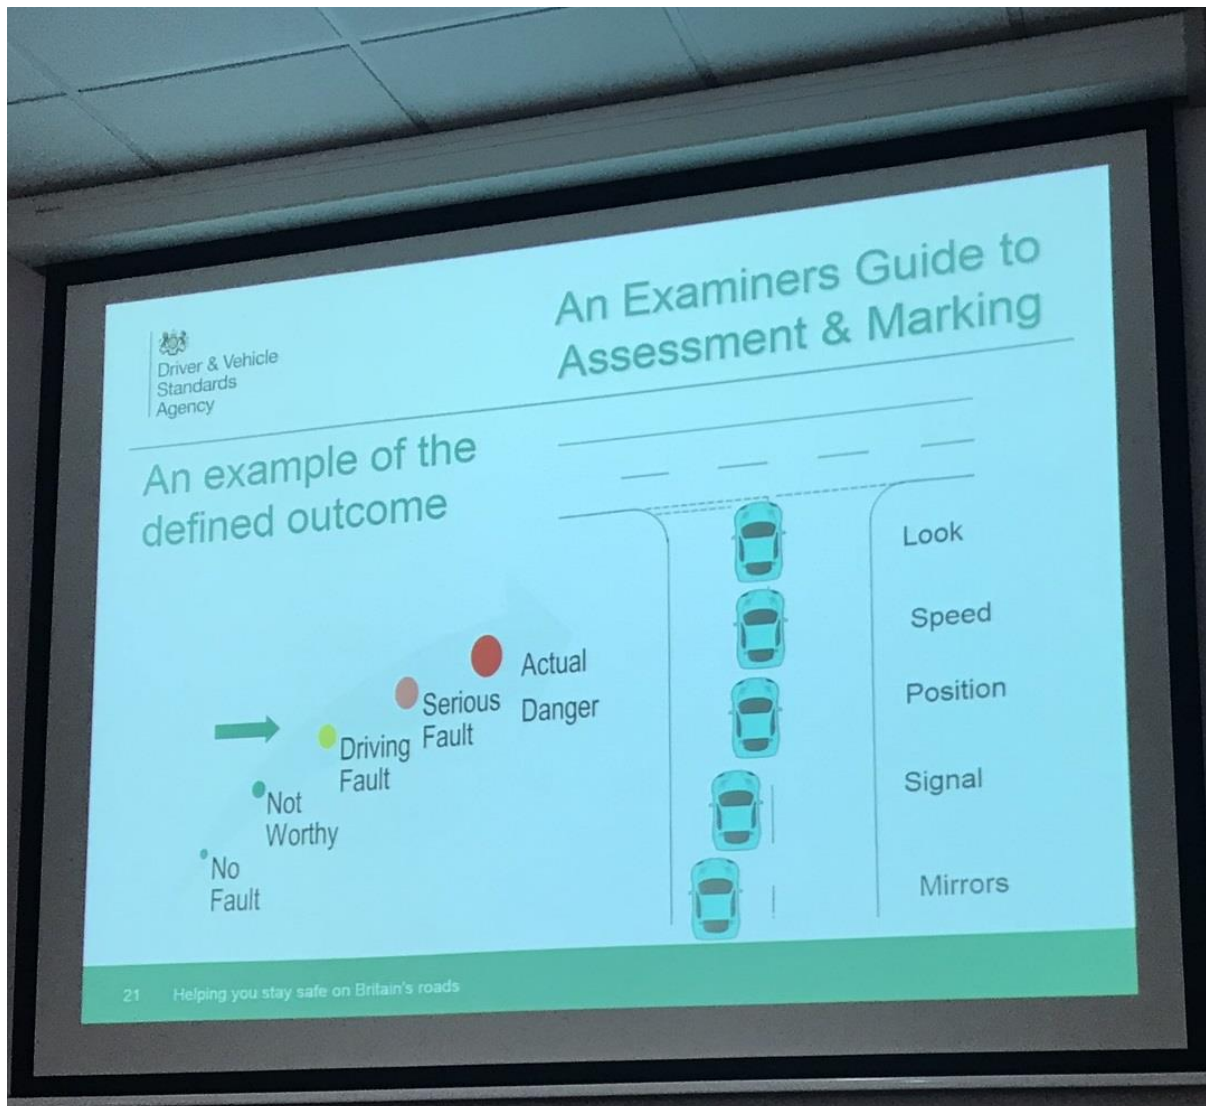 Driver & Vehicle
Standards
Agency
An Examiners Guide to
Assessment & Marking
An example of the
defined outcome
Actual
Danger
Serious
Fault
Driving
Fault
Not
Worthy
No
Fault
Look
Speed
Position
Signal
Mirrors
21 Helping you stay safe on Britain's roads